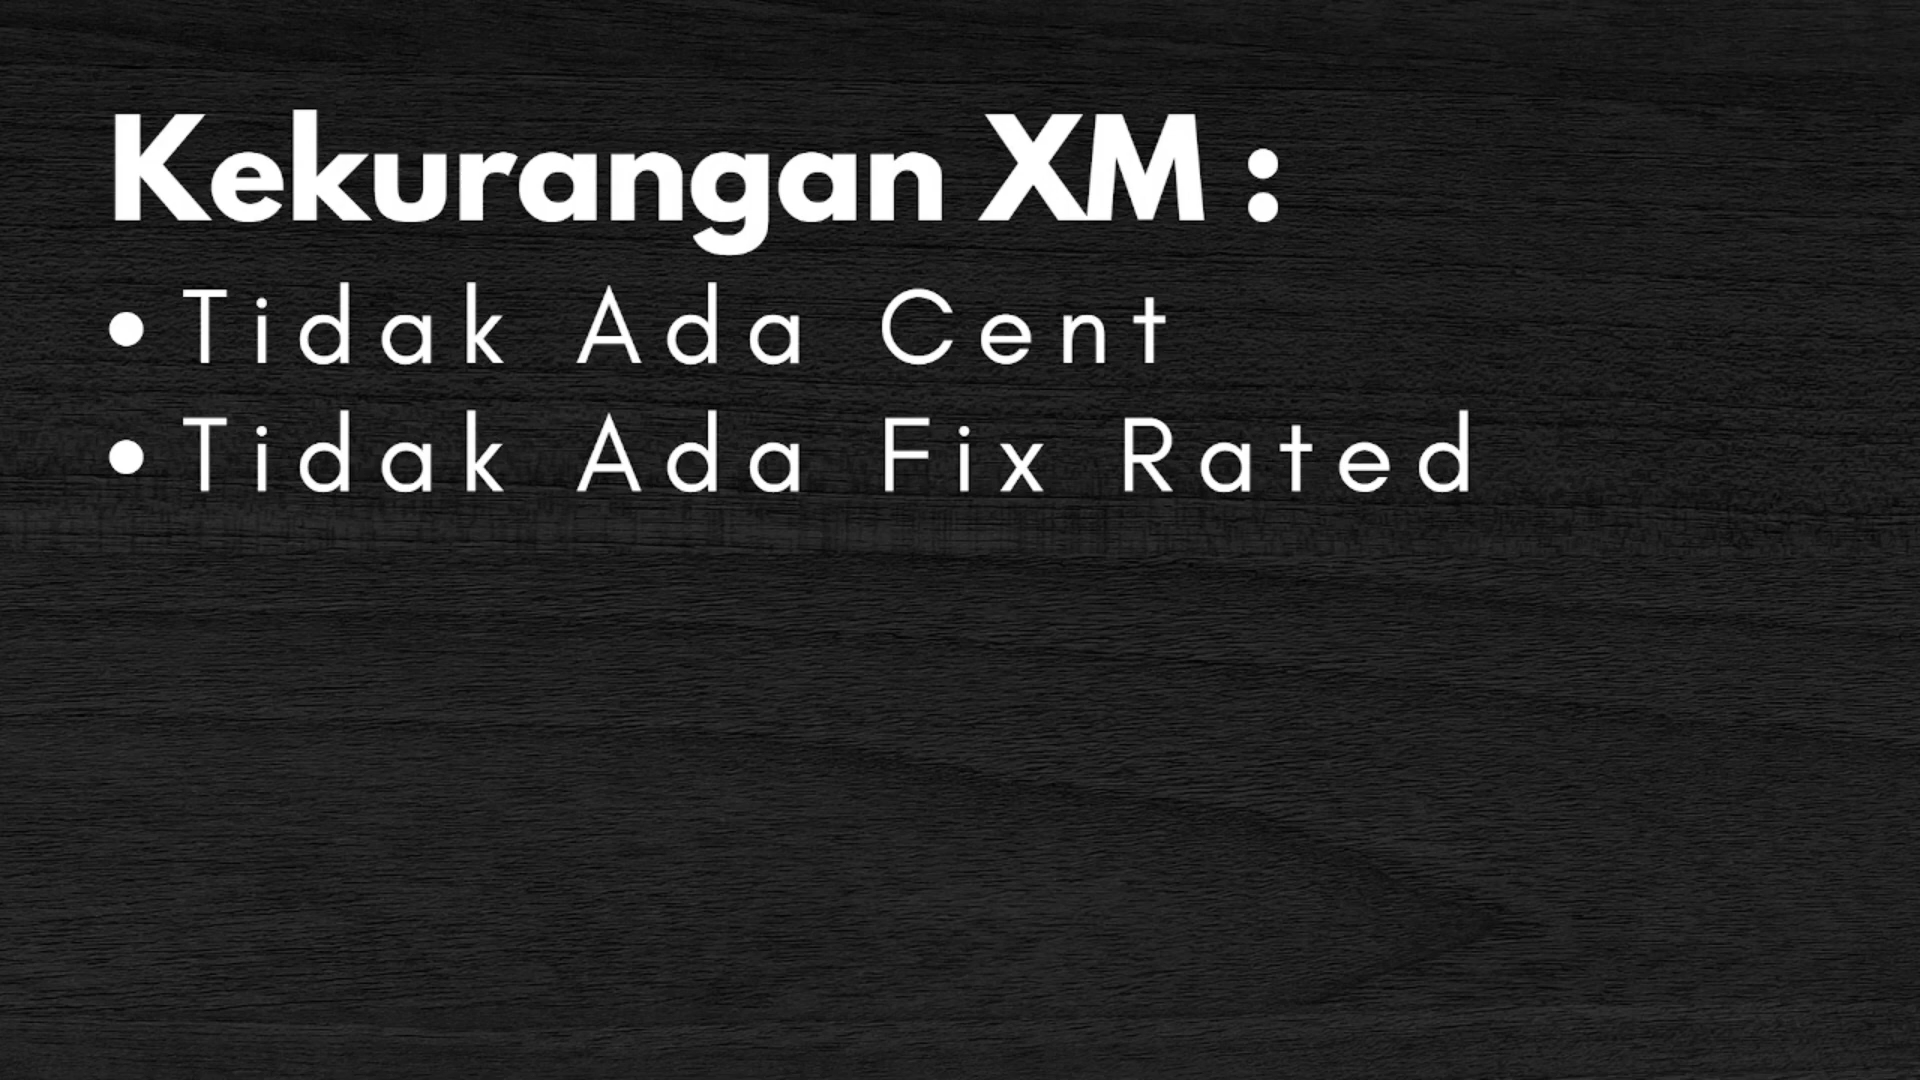 Kekurangan XM :
• Tidak Ada Cent
• Tidak Ada Fix Rated